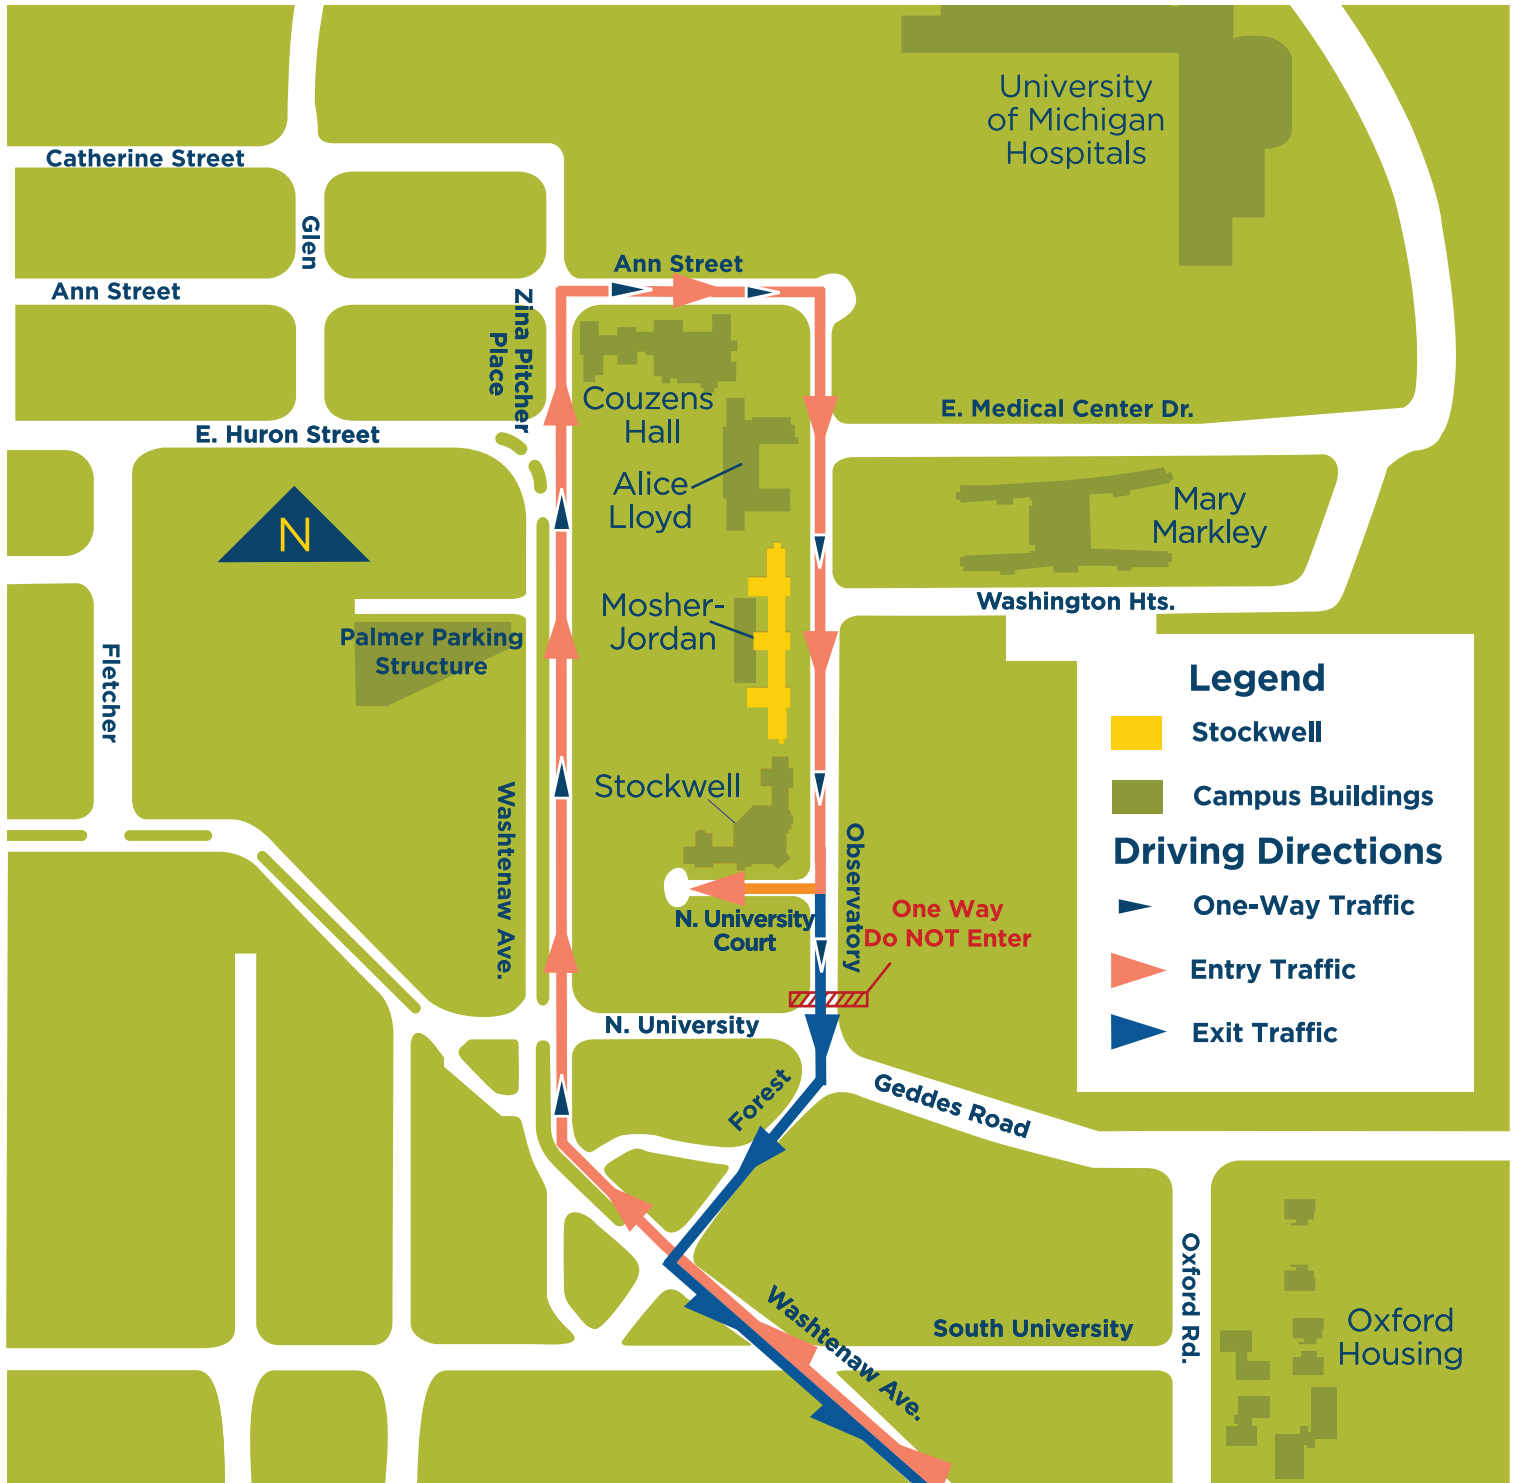 University
of Michigan
Hospitals
Catherine Street
Glen
Ann Street
Ann Street
Zina Pitcher
Place
Couzens
Hall
E. Medical Center Dr.
E. Huron Street
Alice
Lloyd
Mary
Markley
N
Mosher-
Jordan
Washington Hts.
Palmer Parking
Structure
Fletcher
Legend
Stockwell
Campus Buildings
Driving Directions
One-Way Traffic
Entry Traffic
Exit Traffic
Stockwell
Washtenaw Ave.
Observatory
N. University
Court
One Way
Do NOT Enter
N. University
Forest
Geddes Road
Oxford Rd.
Washtenaw Ave.
South University
Oxford
Housing